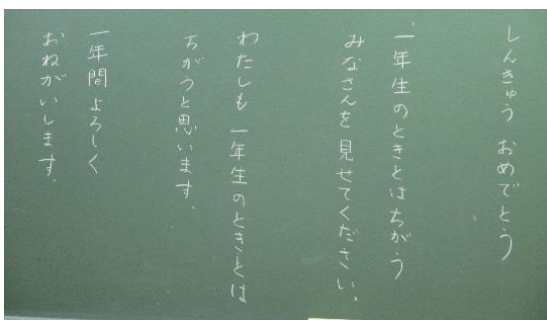 しんきゅう おめでとう
一年生のときとはちがう
みなさんを見せてください。
わたしも 一年生のときとは
ちがうと思います。
一年間よろしく
おねがいします。